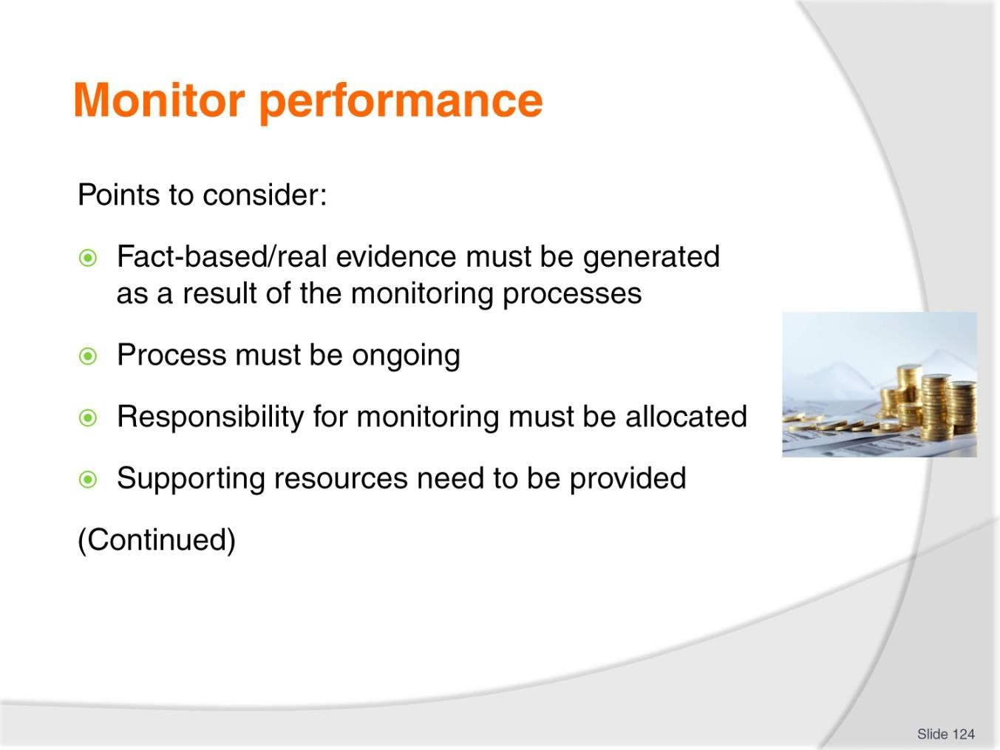 Monitor performance
Points to consider:
Fact-based/real evidence must be generated
as a result of the monitoring processes
Process must be ongoing
Responsibility for monitoring must be allocated
Supporting resources need to be provided
(Continued)
Slide 124